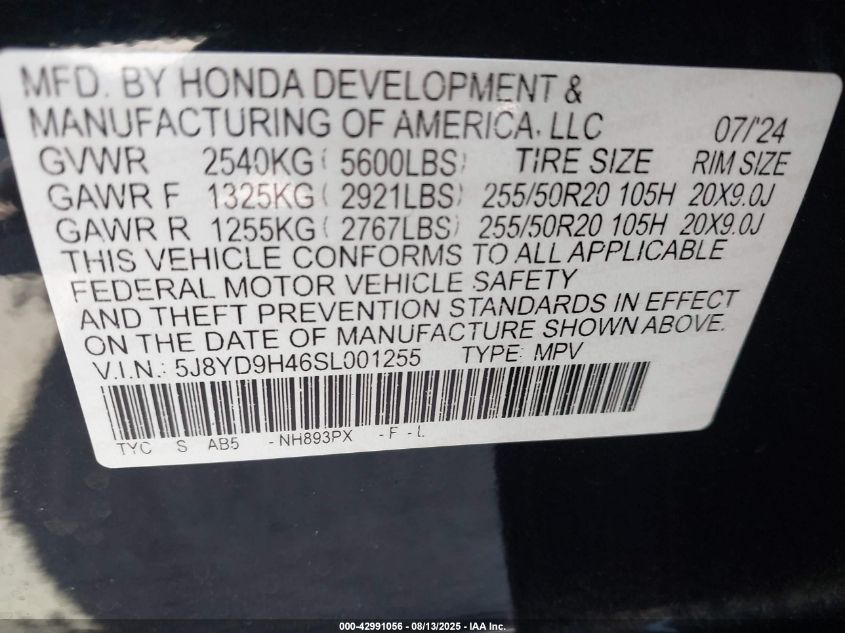 MFD. BY HONDA DEVELOPMENT &
MANUFACTURING OF AMERICA, LLC 07/'24
GVWR 2540KG( 5600LBS) TIRE SIZE RIM SIZE
GAWR F 1325KG( 2921LBS) 255/50R20 105H 20X9.0J
GAWR R 1255KG( 2767LBS) 255/50R20 105H 20X9.0J
THIS VEHICLE CONFORMS TO ALL APPLICABLE
FEDERAL MOTOR VEHICLE SAFETY
AND THEFT PREVENTION STANDARDS IN EFFECT
ON THE DATE OF MANUFACTURE SHOWN ABOVE.
V.I.N.: 5J8YD9H46SL001255 TYPE: MPV
TYC S AB5 -NH893PX -F -L
000-42991056 - 08/13/2025 - IAA Inc.